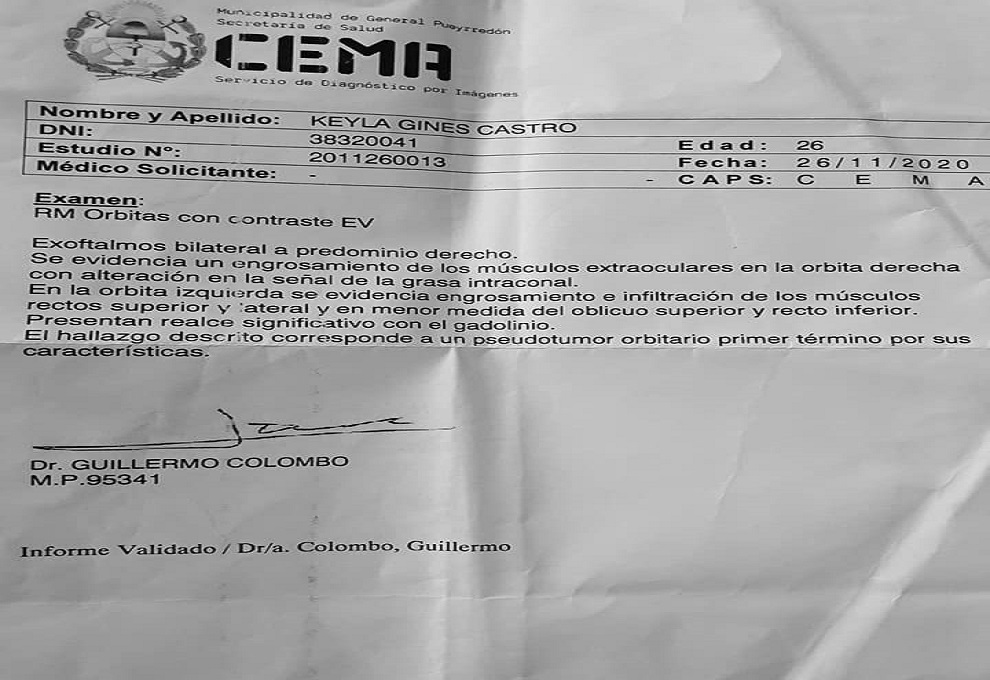 Municipalidad de General Pueyrredón
Secretaría de Salud
CEMA
Servicio de Diagnóstico por Imágenes
Nombre y Apellido: KEYLA GINES CASTRO
DNI: 38320041 Edad: 26
Estudio Nº: 2011260013 Fecha: 26/11/2020
Médico Solicitante: - - CAPS: C E M A
Examen:
RM Orbitas con contraste EV
Exoftalmos bilateral a predominio derecho.
Se evidencia un engrosamiento de los músculos extraoculares en la orbita derecha
con alteración en la señal de la grasa intraconal.
En la orbita izquierda se evidencia engrosamiento e infiltración de los músculos
rectos superior y lateral y en menor medida del oblicuo superior y recto inferior.
Presentan realce significativo con el gadolinio.
El hallazgo descrito corresponde a un pseudotumor orbitario primer término por sus
características.
Dr. GUILLERMO COLOMBO
M.P.95341
Informe Validado / Dr/a. Colombo, Guillermo